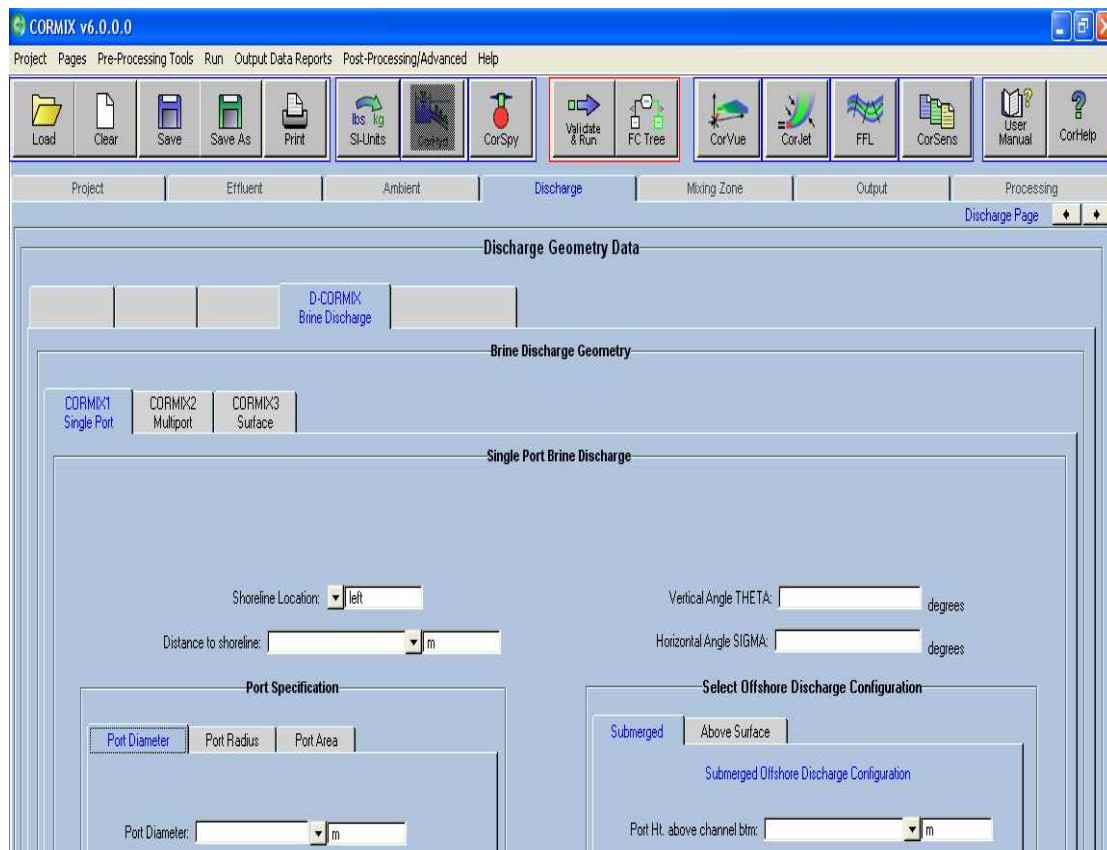 CORMIX v6.0.0.0
Project Pages Pre-Processing Tools Run Output Data Reports Post-Processing/Advanced Help
lbs kg
Load Clear Save Save As Print SI-Units CorSpy Validate & Run FC Tree CorVue CorJet FFL CorSens User Manual CorHelp
Project Effluent Ambient Discharge Mixing Zone Output Processing
Discharge Page
Discharge Geometry Data
D-CORMIX
Brine Discharge
Brine Discharge Geometry
CORMIX1 CORMIX2 CORMIX3
Single Port Multiport Surface
Single Port Brine Discharge
Shoreline Location: left Vertical Angle THETA: degrees
Distance to shoreline: m Horizontal Angle SIGMA: degrees
Port Specification Select Offshore Discharge Configuration
Port Diameter Port Radius Port Area Submerged Above Surface
Submerged Offshore Discharge Configuration
Port Diameter: m Port Ht. above channel btm: m